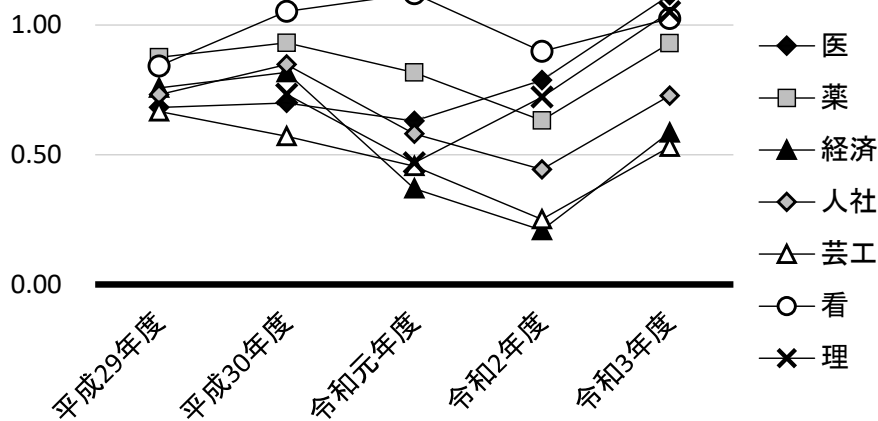 1.00
0.50
0.00
平成29年度
平成30年度
令和元年度
令和2年度
令和3年度
医
薬
経済
人社
芸工
看
理